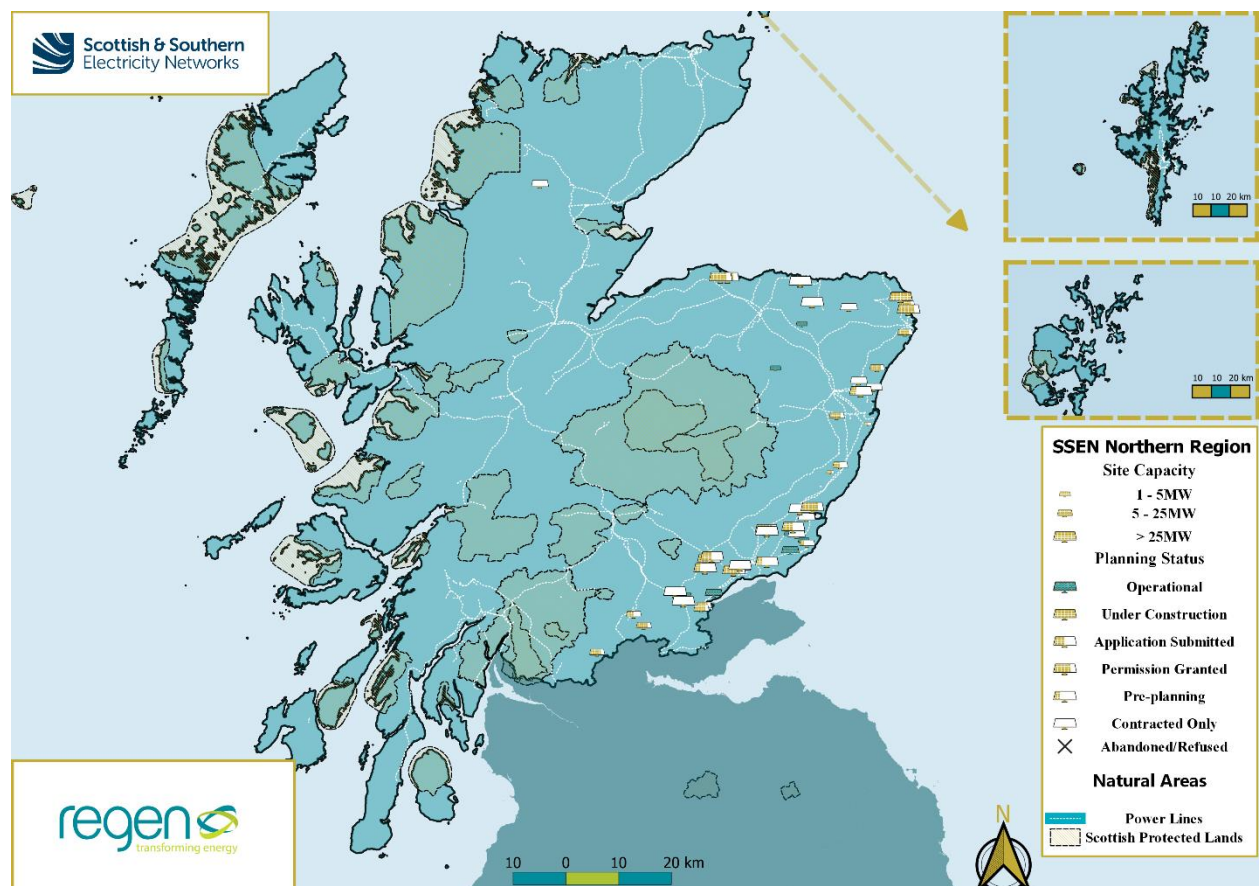 Scottish & Southern
Electricity Networks
10 10 20 km
10 10 20 km
SSEN Northern Region
Site Capacity
1 - 5MW
5 - 25MW
> 25MW
Planning Status
Operational
Under Construction
Application Submitted
Permission Granted
Pre-planning
Contracted Only
Abandoned/Refused
Natural Areas
Power Lines
Scottish Protected Lands
regen
transforming energy
10 0 10 20 km
N